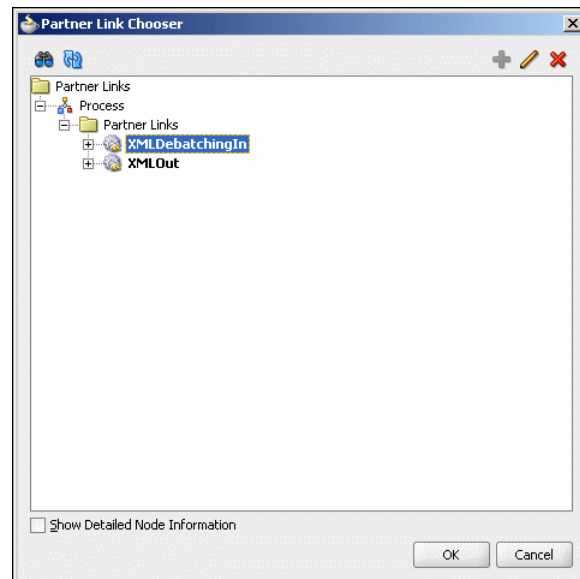 Partner Link Chooser
Partner Links
Process
Partner Links
XMLDebatchingIn
XMLOut
Show Detailed Node Information
OK
Cancel